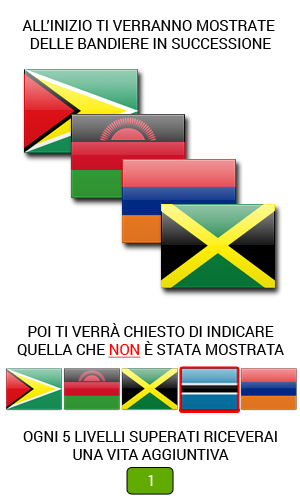 ALL'INIZIO TI VERRANNO MOSTRATE
DELLE BANDIERE IN SUCCESSIONE
POI TI VERRÀ CHIESTO DI INDICARE
QUELLA CHE NON È STATA MOSTRATA
OGNI 5 LIVELLI SUPERATI RICEVERAI
UNA VITA AGGIUNTIVA
1